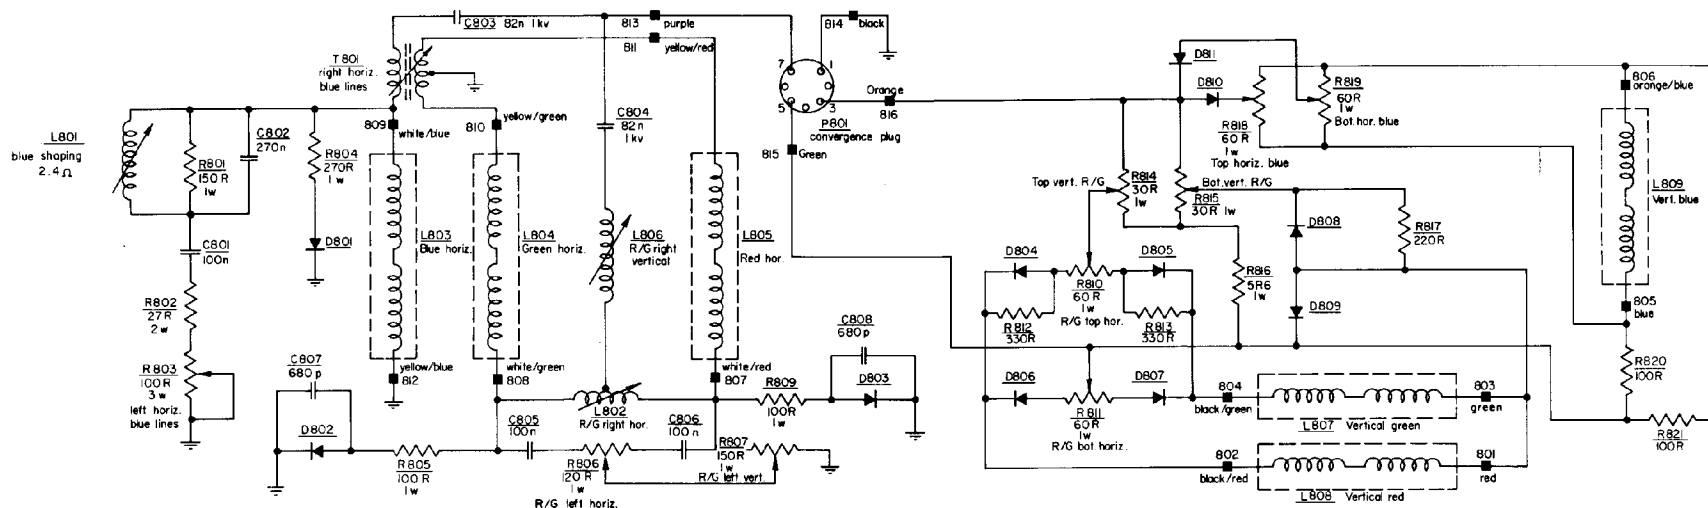 C803 82n 1kv
813
purple
814
black
811
yellow/red
T801
right horiz.
blue lines
7
1
5
3
Orange
816
P801
convergence plug
815
Green
D811
D810
R819
60R
1w
Bot. hor. blue
R818
60R
1w
Top horiz. blue
806
orange/blue
L801
blue shaping
2.4Ω
R801
150R
1w
C802
270n
R804
270R
1w
D801
809
white/blue
810
yellow/green
C804
82n
1kv
L803
Blue horiz.
L804
Green horiz.
L806
R/G right
vertical
L805
Red hor.
Top vert. R/G
R814
30R
1w
Bot.vert. R/G
R815
30R 1w
D808
R817
220R
L809
Vert. blue
C801
100n
R802
27R
2w
R803
100R
3w
left horiz.
blue lines
D804
R810
60R
1w
R/G top hor.
D805
R816
5R6
1w
D809
R812
330R
R813
330R
805
blue
C807
680p
yellow/blue
812
white/green
808
white/red
807
C808
680p
R809
100R
1w
D803
D806
D807
R811
60R
1w
R/G bot horiz.
804
black/green
803
green
L807 Vertical green
R820
100R
R821
100R
L802
R/G right hor.
D802
R805
100R
1w
C805
100n
R806
120R
1w
R/G left horiz.
C806
100n
R807
150R
1w
R/G left vert.
802
black/red
801
red
L808 Vertical red